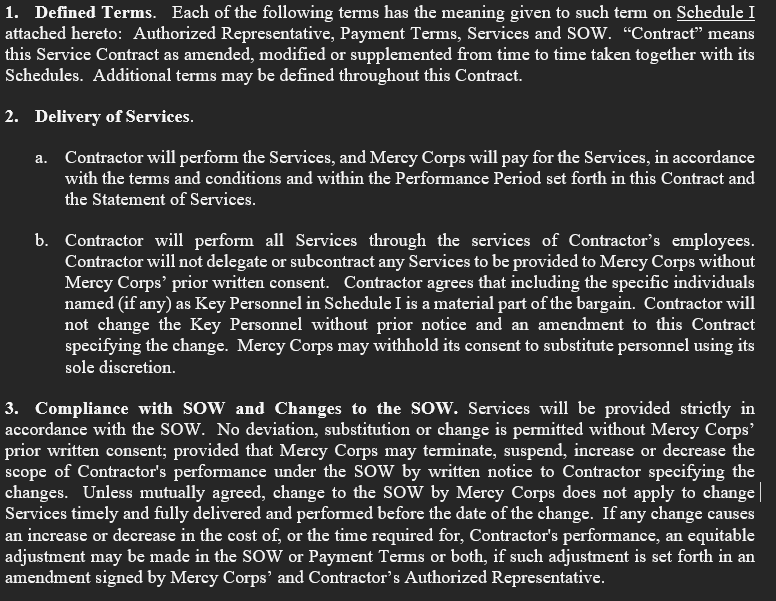 1. Defined Terms. Each of the following terms has the meaning given to such term on Schedule I
attached hereto: Authorized Representative, Payment Terms, Services and SOW. “Contract” means
this Service Contract as amended, modified or supplemented from time to time taken together with its
Schedules. Additional terms may be defined throughout this Contract.
2. Delivery of Services.
a. Contractor will perform the Services, and Mercy Corps will pay for the Services, in accordance
with the terms and conditions and within the Performance Period set forth in this Contract and
the Statement of Services.
b. Contractor will perform all Services through the services of Contractor’s employees.
Contractor will not delegate or subcontract any Services to be provided to Mercy Corps without
Mercy Corps’ prior written consent. Contractor agrees that including the specific individuals
named (if any) as Key Personnel in Schedule I is a material part of the bargain. Contractor will
not change the Key Personnel without prior notice and an amendment to this Contract
specifying the change. Mercy Corps may withhold its consent to substitute personnel using its
sole discretion.
3. Compliance with SOW and Changes to the SOW. Services will be provided strictly in
accordance with the SOW. No deviation, substitution or change is permitted without Mercy Corps’
prior written consent; provided that Mercy Corps may terminate, suspend, increase or decrease the
scope of Contractor's performance under the SOW by written notice to Contractor specifying the
changes. Unless mutually agreed, change to the SOW by Mercy Corps does not apply to change
Services timely and fully delivered and performed before the date of the change. If any change causes
an increase or decrease in the cost of, or the time required for, Contractor's performance, an equitable
adjustment may be made in the SOW or Payment Terms or both, if such adjustment is set forth in an
amendment signed by Mercy Corps’ and Contractor’s Authorized Representative.